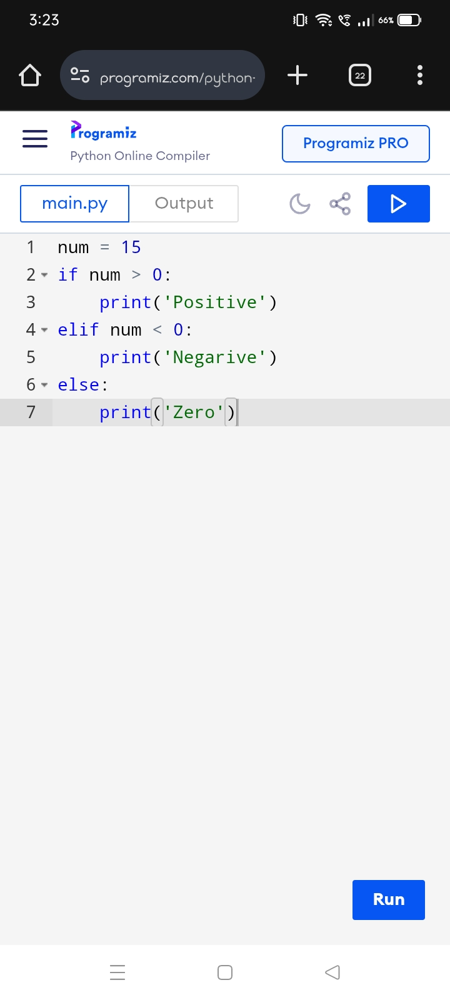 3:23
66%
programiz.com/python-
22
Programiz
Python Online Compiler
Programiz PRO
main.py
Output
1 num = 15
2 if num > 0:
3     print('Positive')
4 elif num < 0:
5     print('Negarive')
6 else:
7     print('Zero')
Run